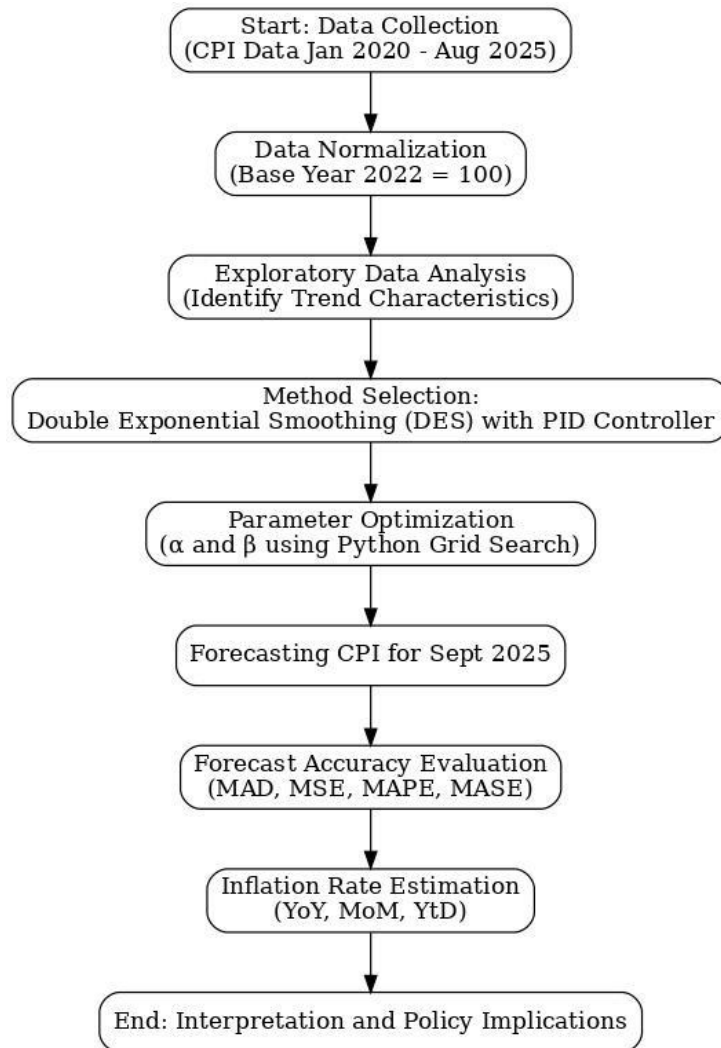 Start: Data Collection
(CPI Data Jan 2020 - Aug 2025)
Data Normalization
(Base Year 2022 = 100)
Exploratory Data Analysis
(Identify Trend Characteristics)
Method Selection:
Double Exponential Smoothing (DES) with PID Controller
Parameter Optimization
(α and β using Python Grid Search)
Forecasting CPI for Sept 2025
Forecast Accuracy Evaluation
(MAD, MSE, MAPE, MASE)
Inflation Rate Estimation
(YoY, MoM, YtD)
End: Interpretation and Policy Implications